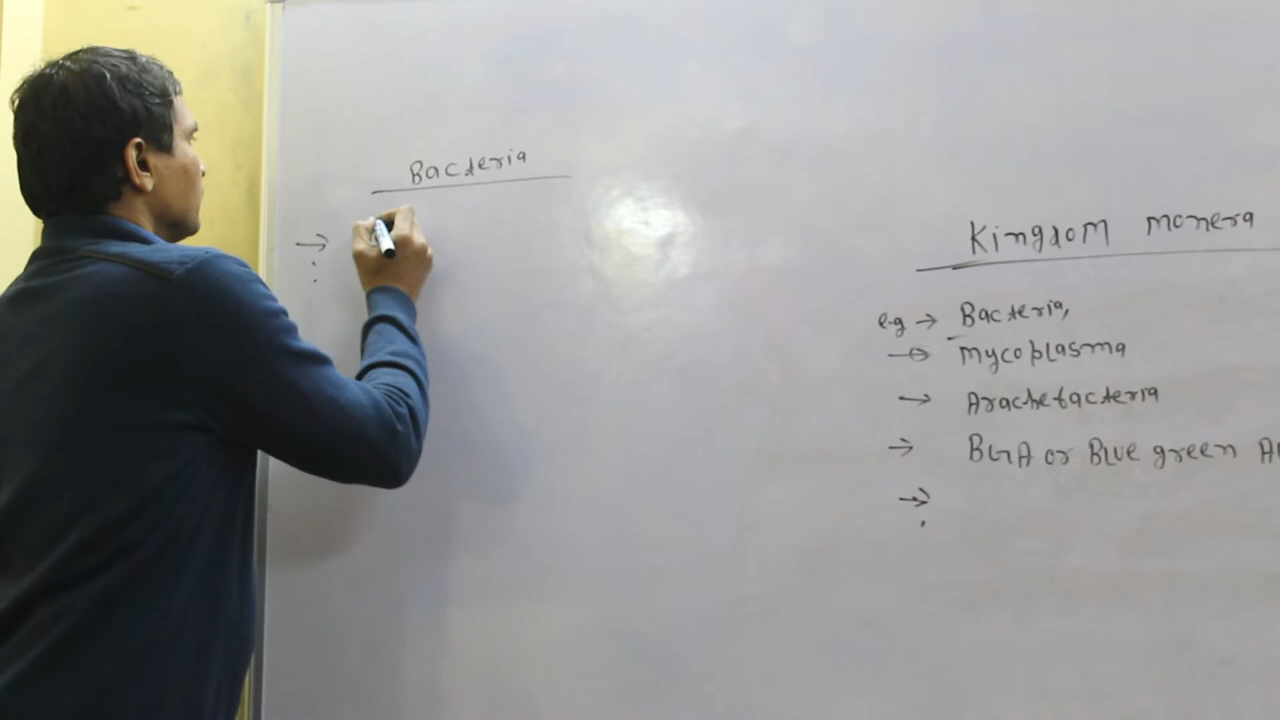 Bacteria
→
Kingdom Monera
e.g → Bacteria,
→ Mycoplasma
→ Arachebacteria
→ BGA or Blue green
→